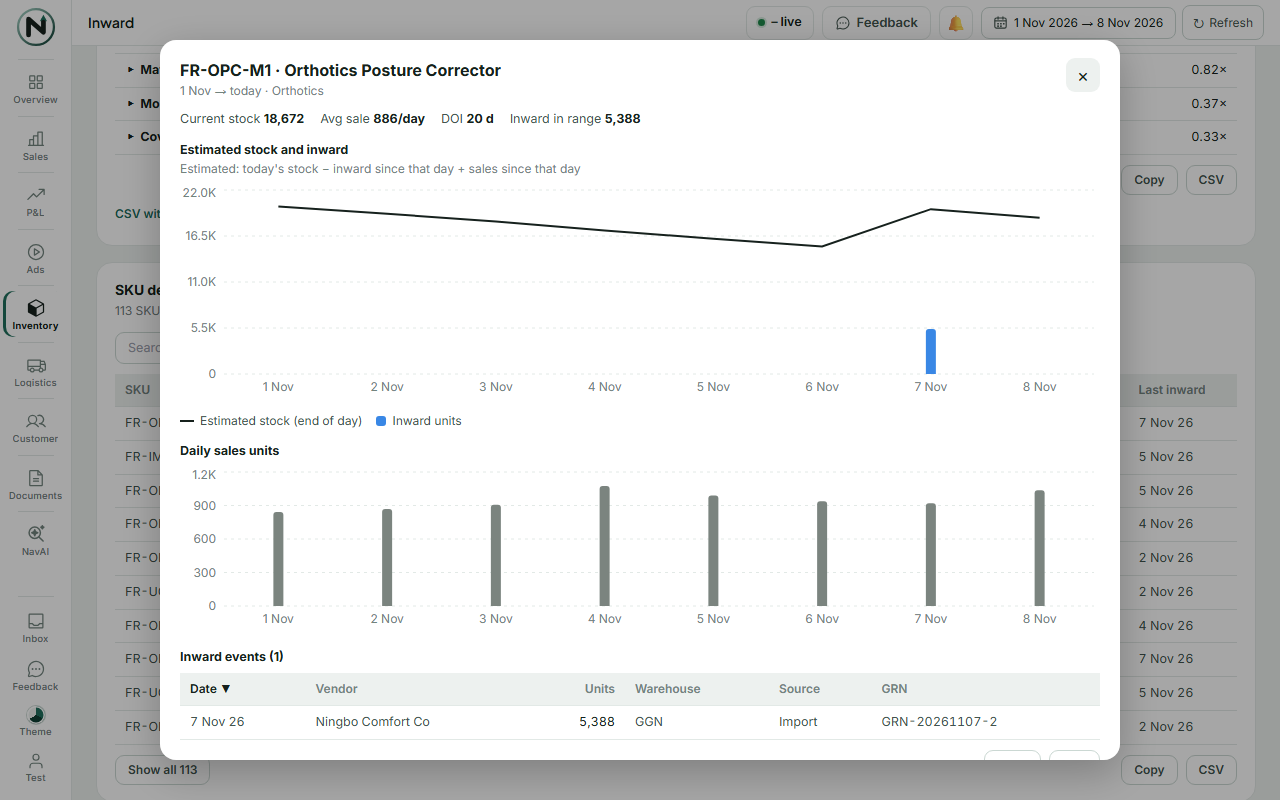 Inward
– live
Feedback
1 Nov 2026 → 8 Nov 2026
↻ Refresh
Overview
Sales
P&L
Ads
Inventory
Logistics
Customer
Documents
NavAI
Inbox
Feedback
Theme
Test
0.82×
0.37×
0.33×
Copy CSV
SKU
113 SKU
SKU
Last inward
7 Nov 26
5 Nov 26
5 Nov 26
4 Nov 26
2 Nov 26
2 Nov 26
4 Nov 26
7 Nov 26
5 Nov 26
2 Nov 26
Show all 113
Copy CSV
FR-OPC-M1 · Orthotics Posture Corrector
×
1 Nov → today · Orthotics
Current stock 18,672 Avg sale 886/day DOI 20 d Inward in range 5,388
Estimated stock and inward
Estimated: today's stock − inward since that day + sales since that day
22.0K
16.5K
11.0K
5.5K
0
1 Nov 2 Nov 3 Nov 4 Nov 5 Nov 6 Nov 7 Nov 8 Nov
Estimated stock (end of day) Inward units
Daily sales units
1.2K
900
600
300
0
1 Nov 2 Nov 3 Nov 4 Nov 5 Nov 6 Nov 7 Nov 8 Nov
Inward events (1)
Date ▼ Vendor Units Warehouse Source GRN
7 Nov 26 Ningbo Comfort Co 5,388 GGN Import GRN-20261107-2